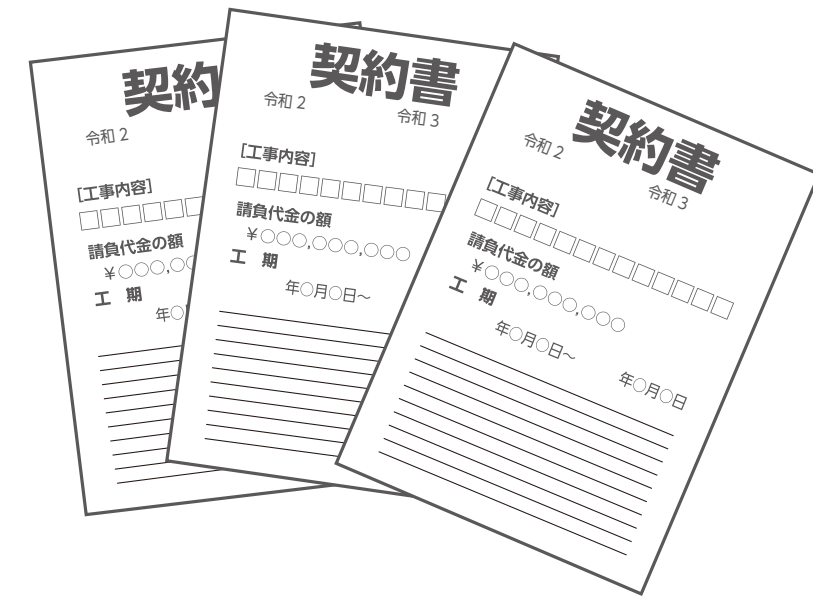 契約
令和 2
[工事内容]
□□□□□□
請負代金の額
￥○○○,○○
工　期
年○
契約書
令和 2
令和 3
[工事内容]
□□□□□□□□□□
請負代金の額
￥○○○,○○○,○○○
工　期
年○月○日～
契約書
令和 2
令和 3
[工事内容]
□□□□□□□□□□□□□
請負代金の額
￥○○○,○○○,○○○
工　期
年○月○日～
年○月○日